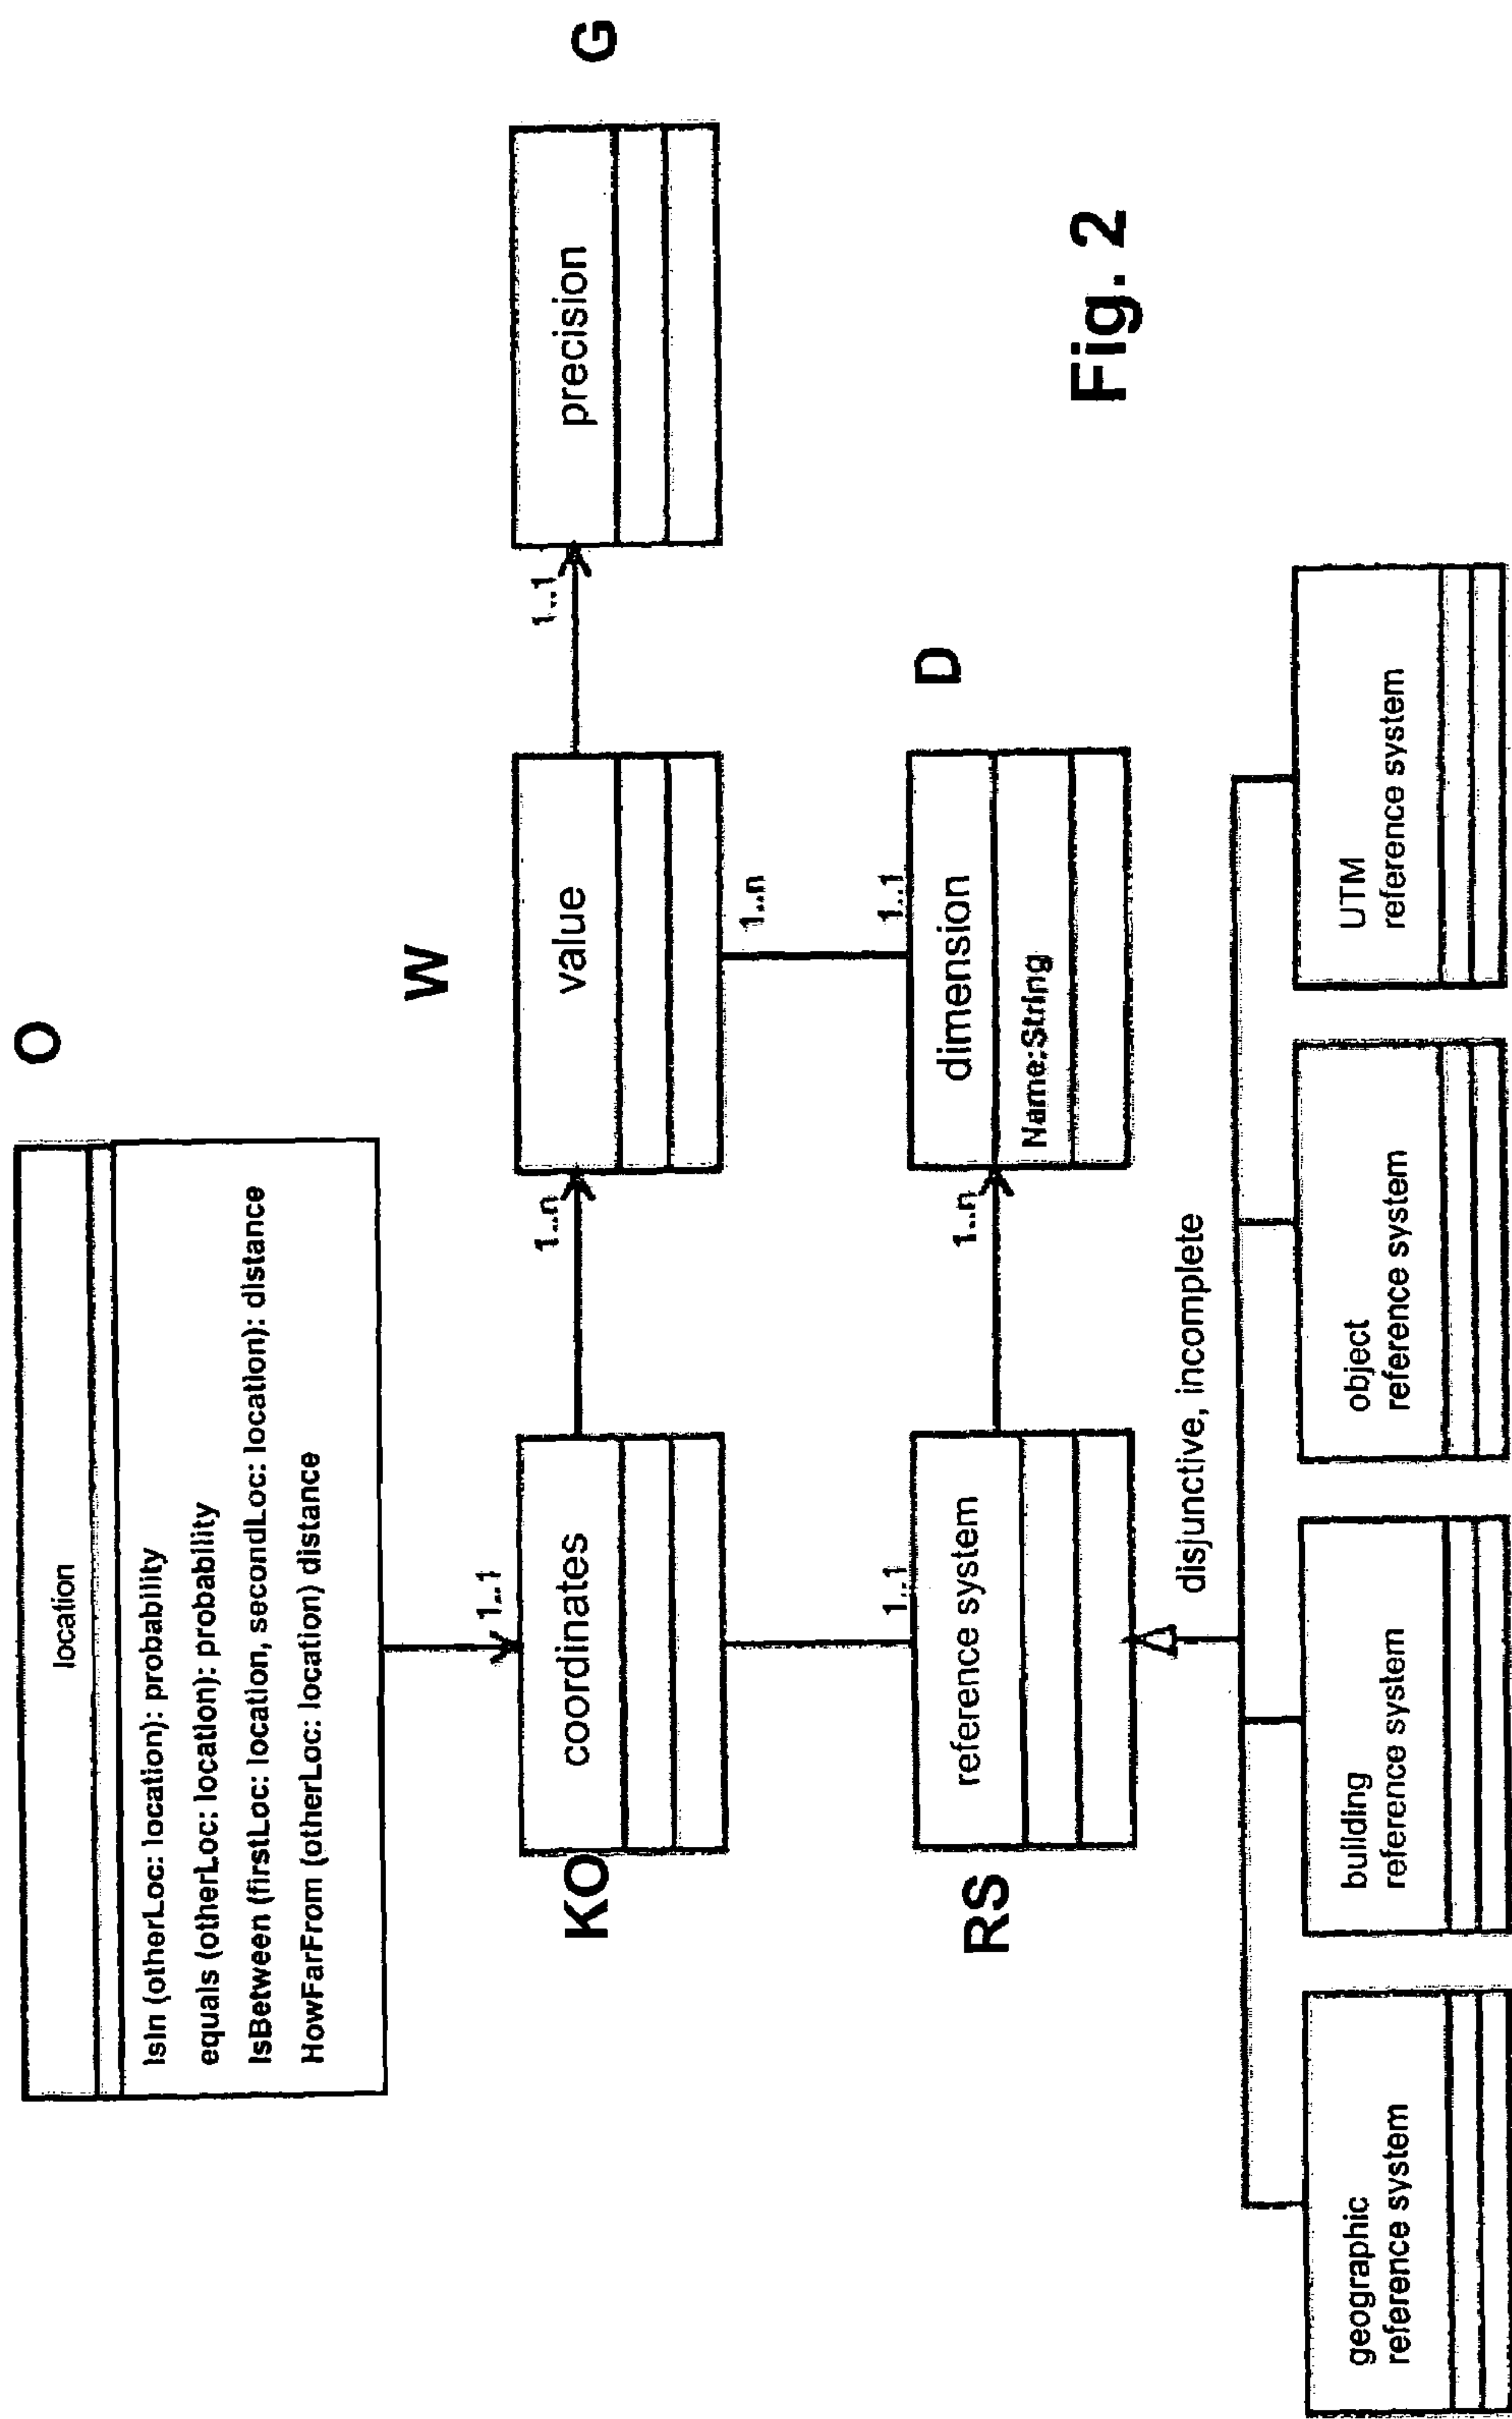 O
location
IsIn (otherLoc: location): probability
equals (otherLoc: location): probability
IsBetween (firstLoc: location, secondLoc: location): distance
HowFarFrom (otherLoc: location) distance
1..1
KO
coordinates
1..n
W
value
1..1
precision
G
1..1
1..n
1..1
RS
reference system
1..n
dimension
Name:String
D
disjunctive, incomplete
geographic
reference system
building
reference system
object
reference system
UTM
reference system
Fig. 2